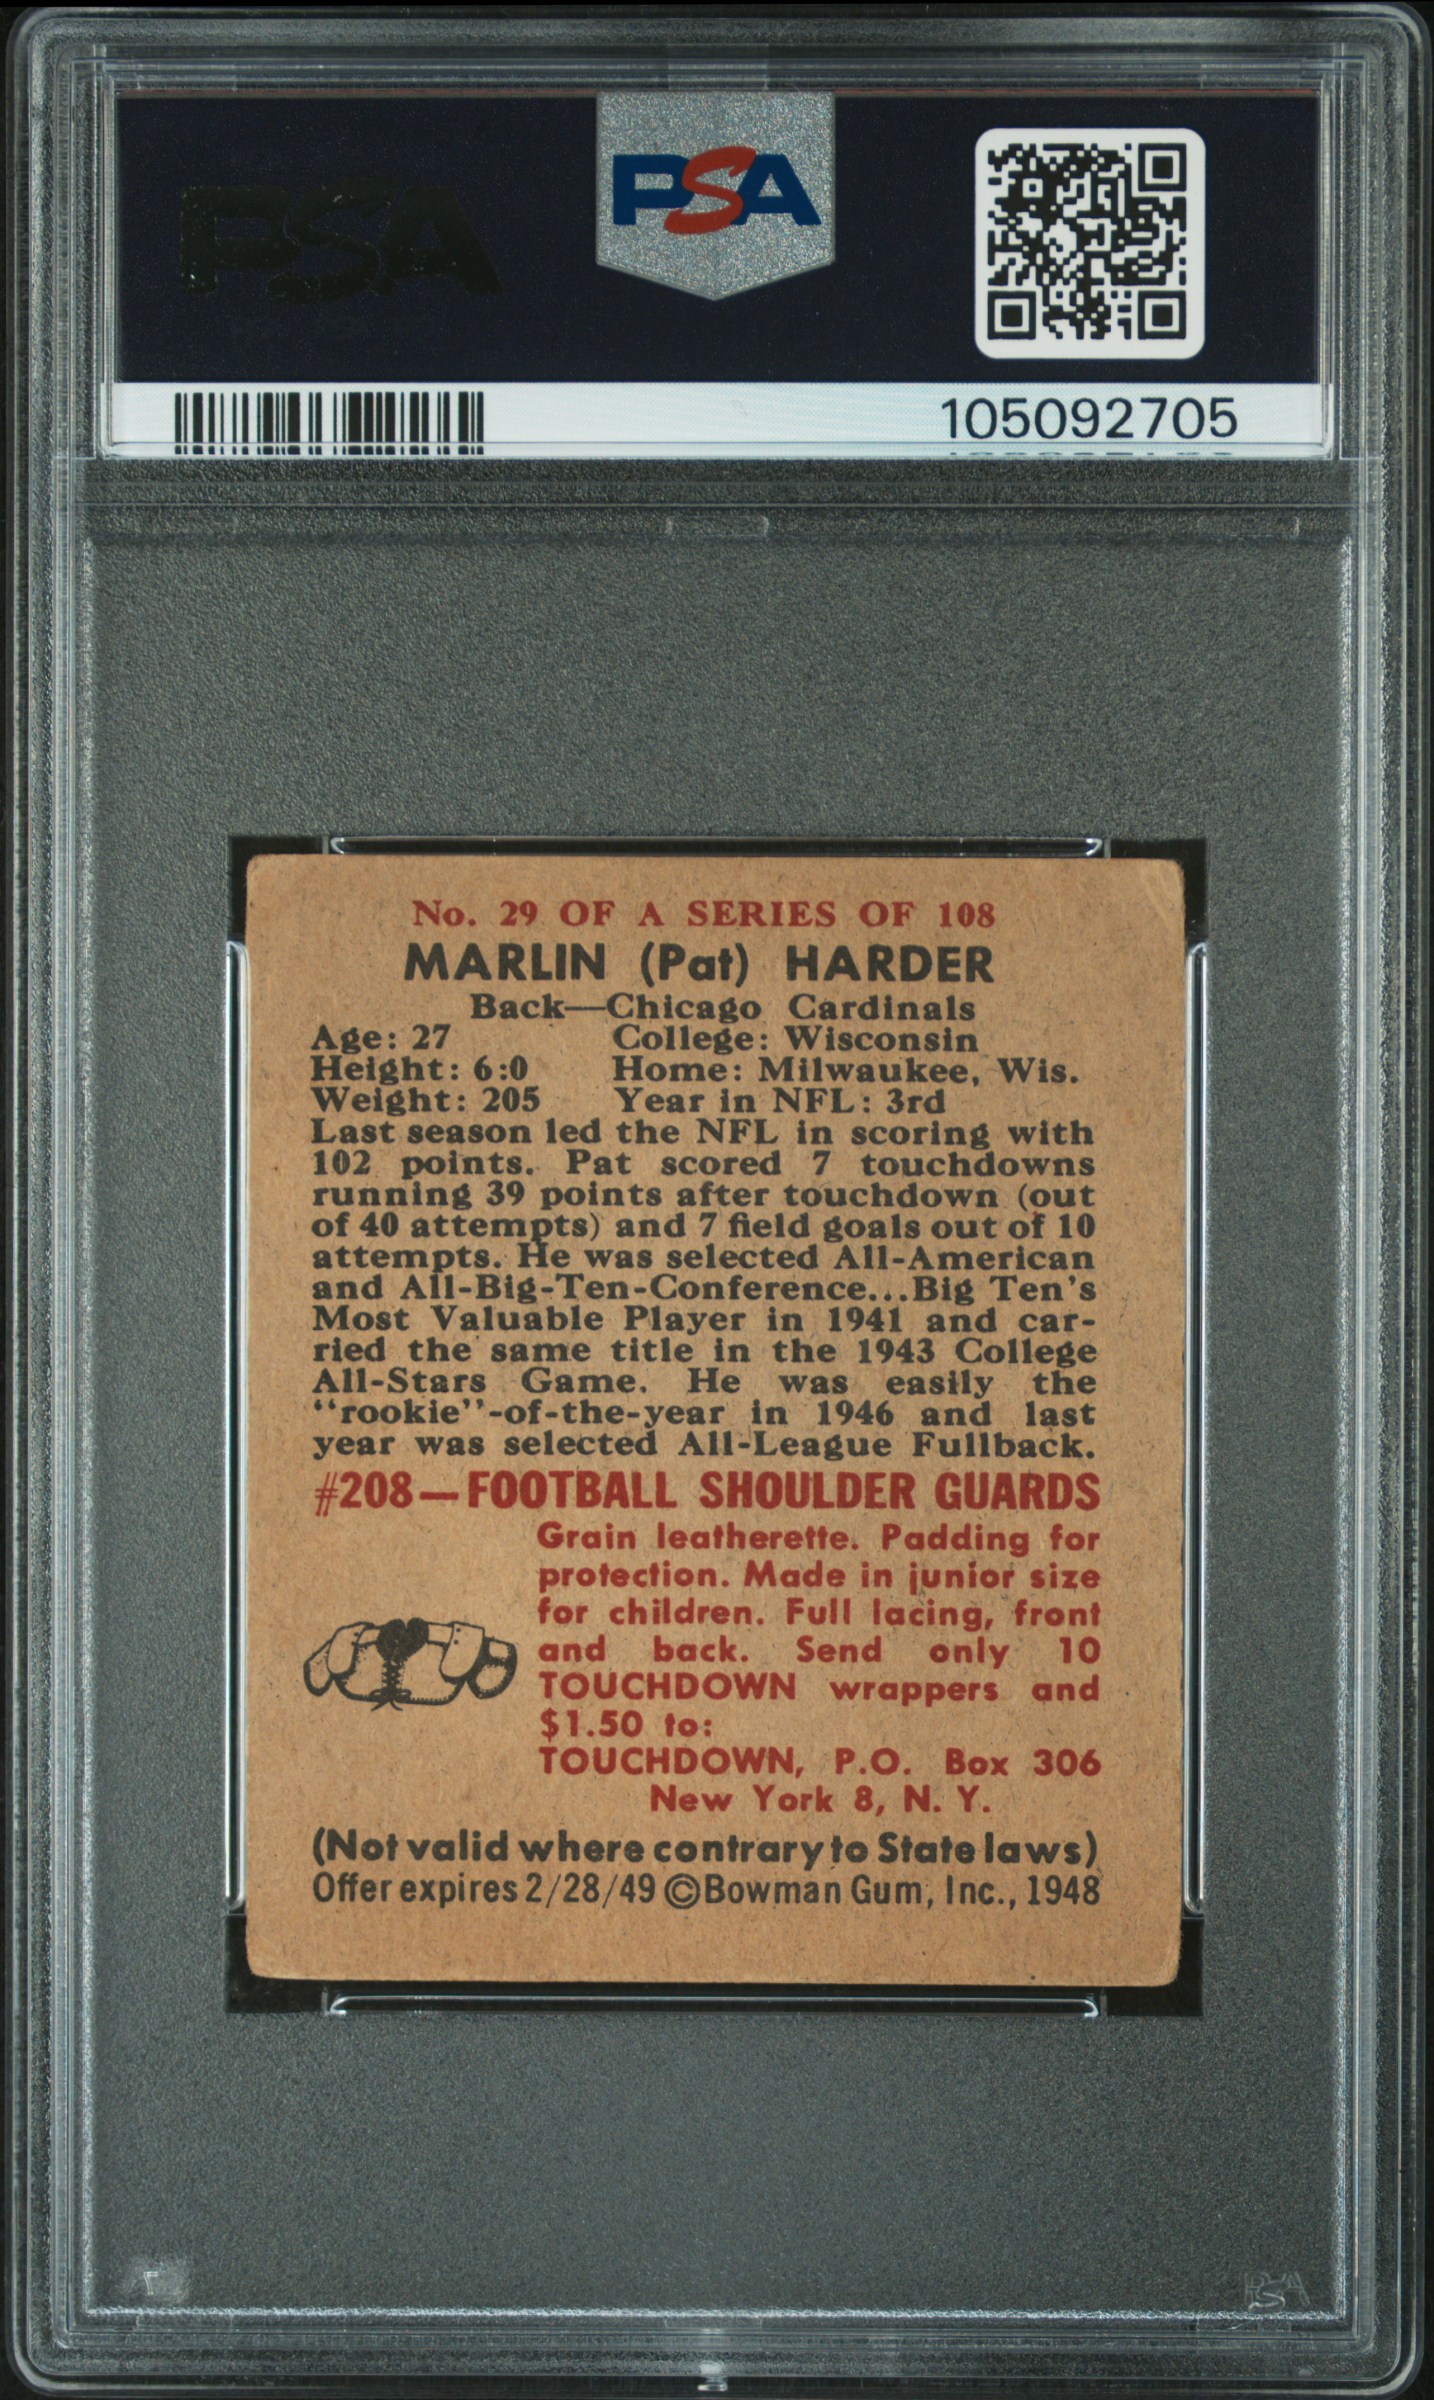 PSA
PSA
105092705
No. 29 OF A SERIES OF 108
MARLIN (Pat) HARDER
Back—Chicago Cardinals
Age: 27 College: Wisconsin
Height: 6:0 Home: Milwaukee, Wis.
Weight: 205 Year in NFL: 3rd
Last season led the NFL in scoring with
102 points. Pat scored 7 touchdowns
running 39 points after touchdown (out
of 40 attempts) and 7 field goals out of 10
attempts. He was selected All-American
and All-Big-Ten-Conference...Big Ten's
Most Valuable Player in 1941 and car-
ried the same title in the 1943 College
All-Stars Game. He was easily the
"rookie"-of-the-year in 1946 and last
year was selected All-League Fullback.
#208—FOOTBALL SHOULDER GUARDS
Grain leatherette. Padding for
protection. Made in junior size
for children. Full lacing, front
and back. Send only 10
TOUCHDOWN wrappers and
$1.50 to:
TOUCHDOWN, P.O. Box 306
New York 8, N. Y.
(Not valid where contrary to State laws)
Offer expires 2/28/49 ©Bowman Gum, Inc., 1948
PSA